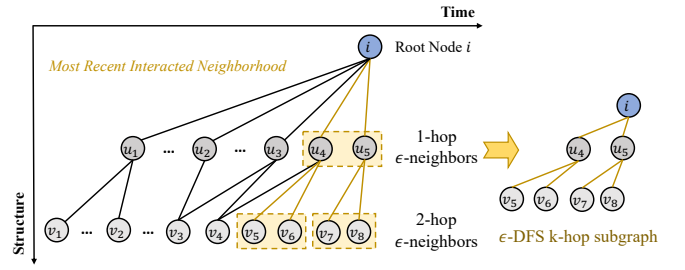 Time
i
Root Node i
Most Recent Interacted Neighborhood
i
u₁ ... u₂ ... u₃ u₄ u₅
1-hop
ϵ-neighbors
u₄ u₅
v₅ v₆ v₇ v₈
v₁ ... v₂ ... v₃ v₄ v₅ v₆ v₇ v₈
2-hop
ϵ-neighbors
ϵ-DFS k-hop subgraph
Structure